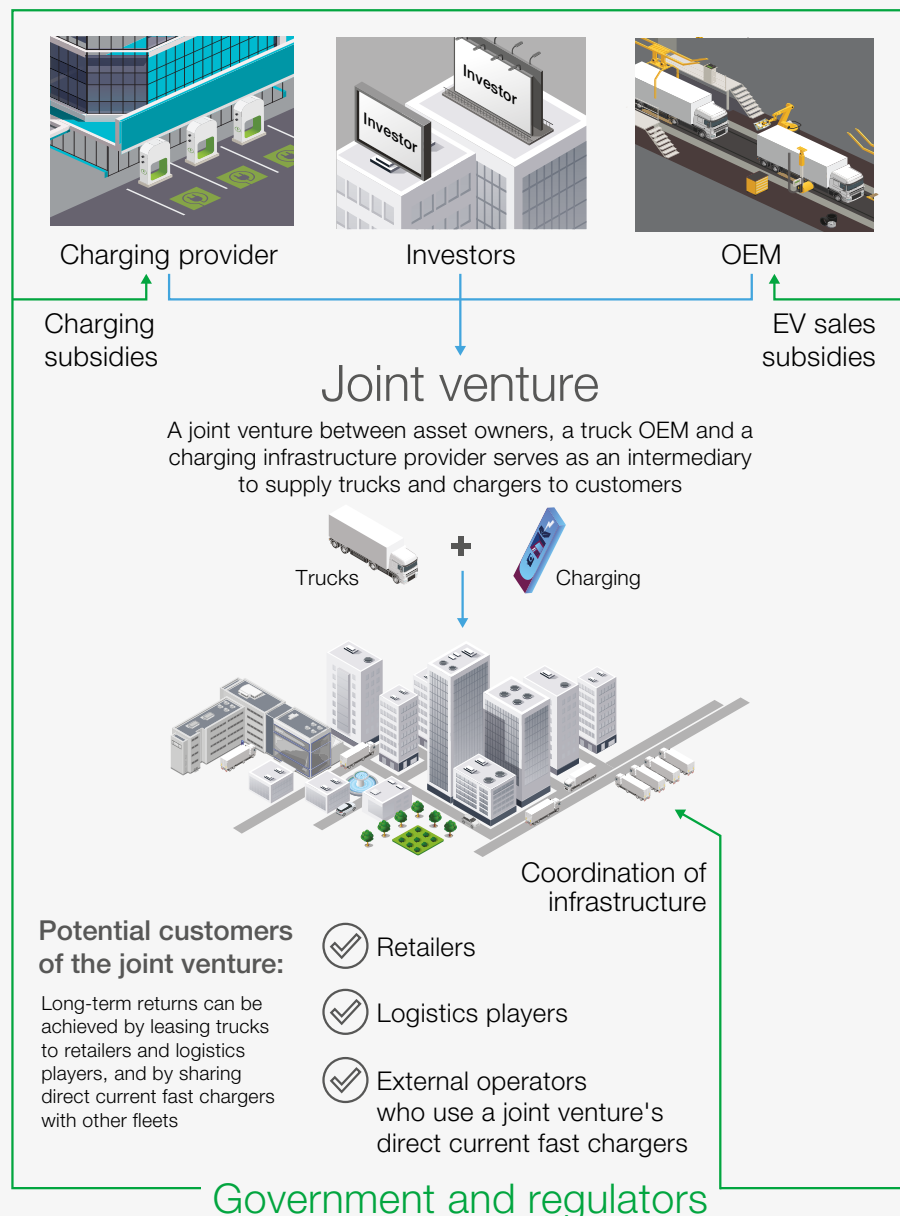 Investor
Investor
Charging provider
Investors
OEM
Charging
subsidies
EV sales
subsidies
Joint venture
A joint venture between asset owners, a truck OEM and a
charging infrastructure provider serves as an intermediary
to supply trucks and chargers to customers
Trucks
+
Charging
Coordination of
infrastructure
Potential customers
of the joint venture:
Long-term returns can be
achieved by leasing trucks
to retailers and logistics
players, and by sharing
direct current fast chargers
with other fleets
Retailers
Logistics players
External operators
who use a joint venture's
direct current fast chargers
Government and regulators